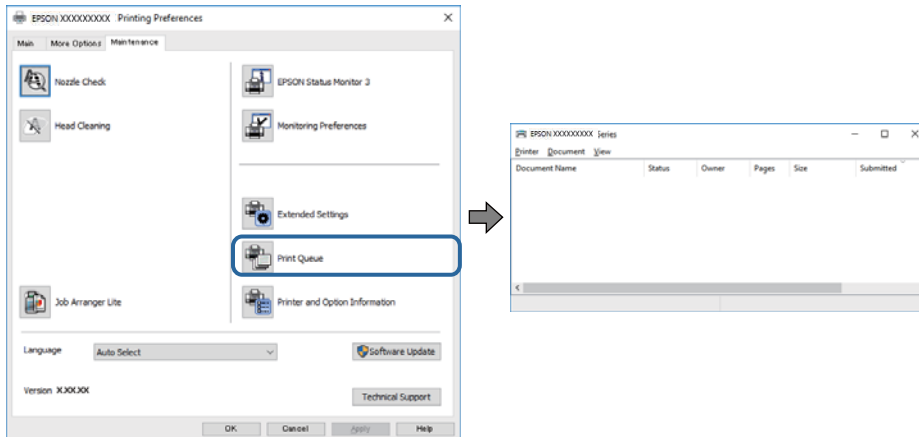 EPSON XXXXXXXXX Printing Preferences
Main More Options Maintenance
Nozzle Check
Head Cleaning
Job Arranger Lite
EPSON Status Monitor 3
Monitoring Preferences
Extended Settings
Print Queue
Printer and Option Information
Language Auto Select Software Update
Version X.XX.XX Technical Support
OK Cancel Apply Help
EPSON XXXXXXXXX Series
Printer Document View
Document Name Status Owner Pages Size Submitted